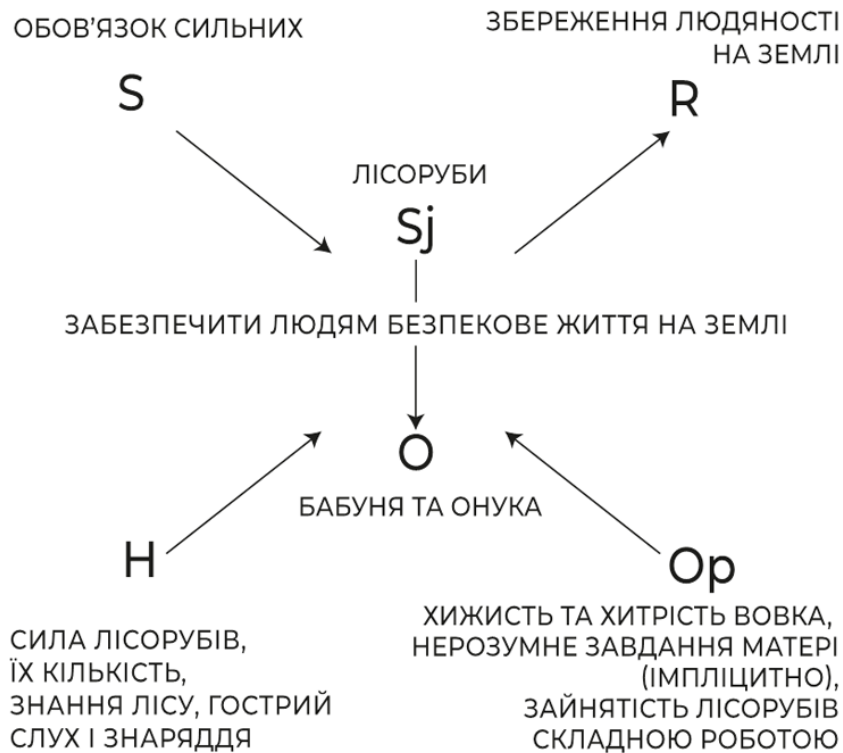 ОБОВ’ЯЗОК СИЛЬНИХ
ЗБЕРЕЖЕННЯ ЛЮДЯНОСТІ
НА ЗЕМЛІ
S
R
ЛІСОРУБИ
Sj
ЗАБЕЗПЕЧИТИ ЛЮДЯМ БЕЗПЕКОВЕ ЖИТТЯ НА ЗЕМЛІ
O
БАБУНЯ ТА ОНУКА
H
Op
СИЛА ЛІСОРУБІВ,
ЇХ КІЛЬКІСТЬ,
ЗНАННЯ ЛІСУ, ГОСТРИЙ
СЛУХ І ЗНАРЯДДЯ
ХИЖИСТЬ ТА ХИТРІСТЬ ВОВКА,
НЕРОЗУМНЕ ЗАВДАННЯ МАТЕРІ
(ІМПЛІЦИТНО),
ЗАЙНЯТІСТЬ ЛІСОРУБІВ
СКЛАДНОЮ РОБОТОЮ